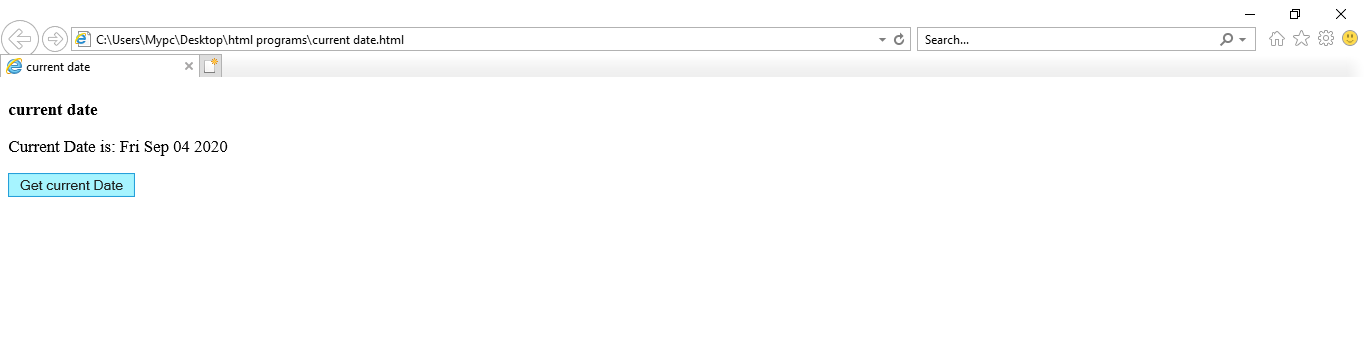 C:\Users\Mypc\Desktop\html programs\current date.html
Search...
current date
current date
Current Date is: Fri Sep 04 2020
Get current Date